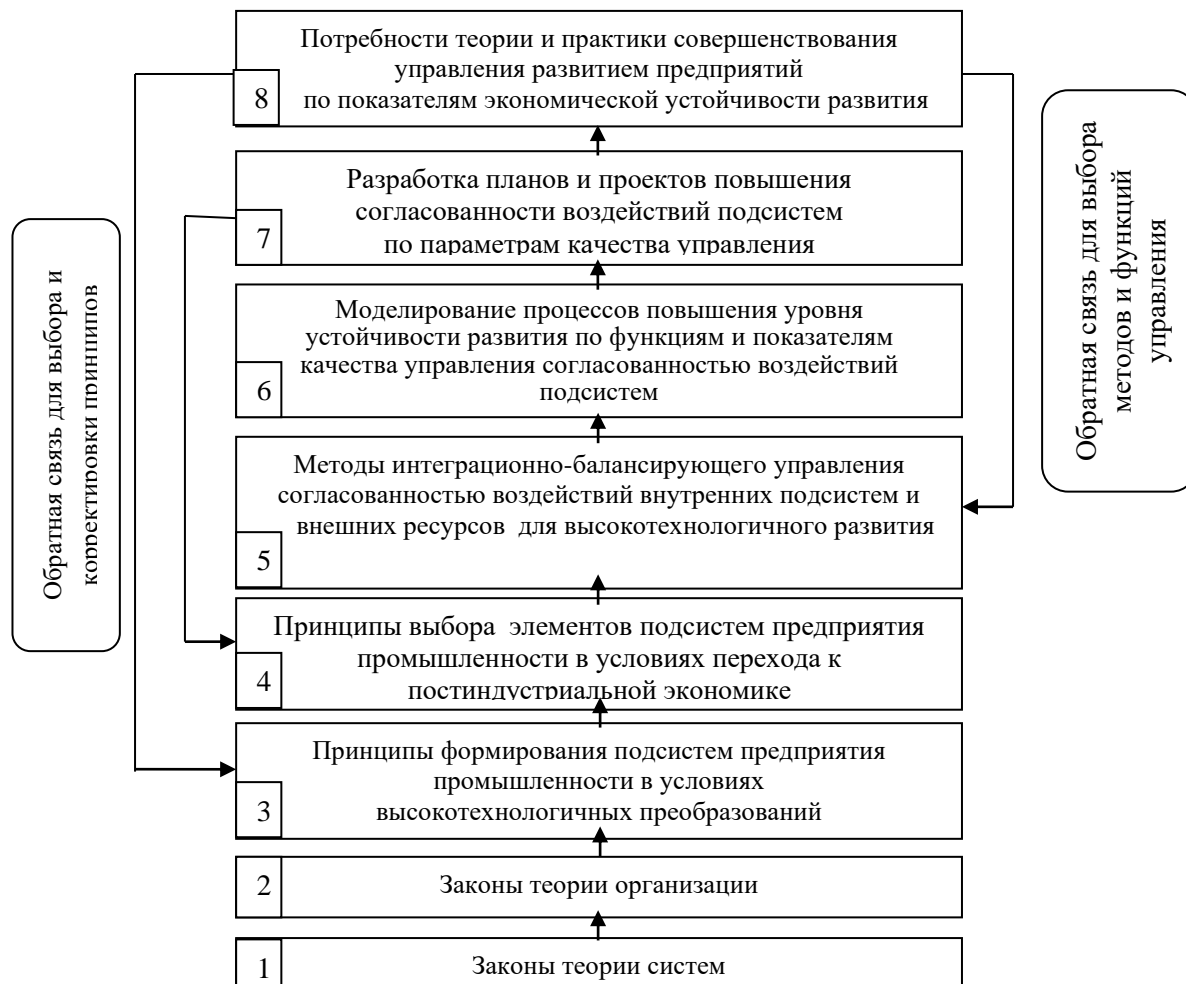 Потребности теории и практики совершенствования
управления развитием предприятий
по показателям экономической устойчивости развития
8
Разработка планов и проектов повышения
согласованности воздействий подсистем
по параметрам качества управления
7
Моделирование процессов повышения уровня
устойчивости развития по функциям и показателям
качества управления согласованностью воздействий
подсистем
6
Методы интеграционно-балансирующего управления
согласованностью воздействий внутренних подсистем и
внешних ресурсов для высокотехнологичного развития
5
Принципы выбора элементов подсистем предприятия
промышленности в условиях перехода к
постиндустриальной экономике
4
Принципы формирования подсистем предприятия
промышленности в условиях
высокотехнологичных преобразований
3
Законы теории организации
2
Законы теории систем
1
Обратная связь для выбора и
корректировки принципов
Обратная связь для выбора
методов и функций
управления